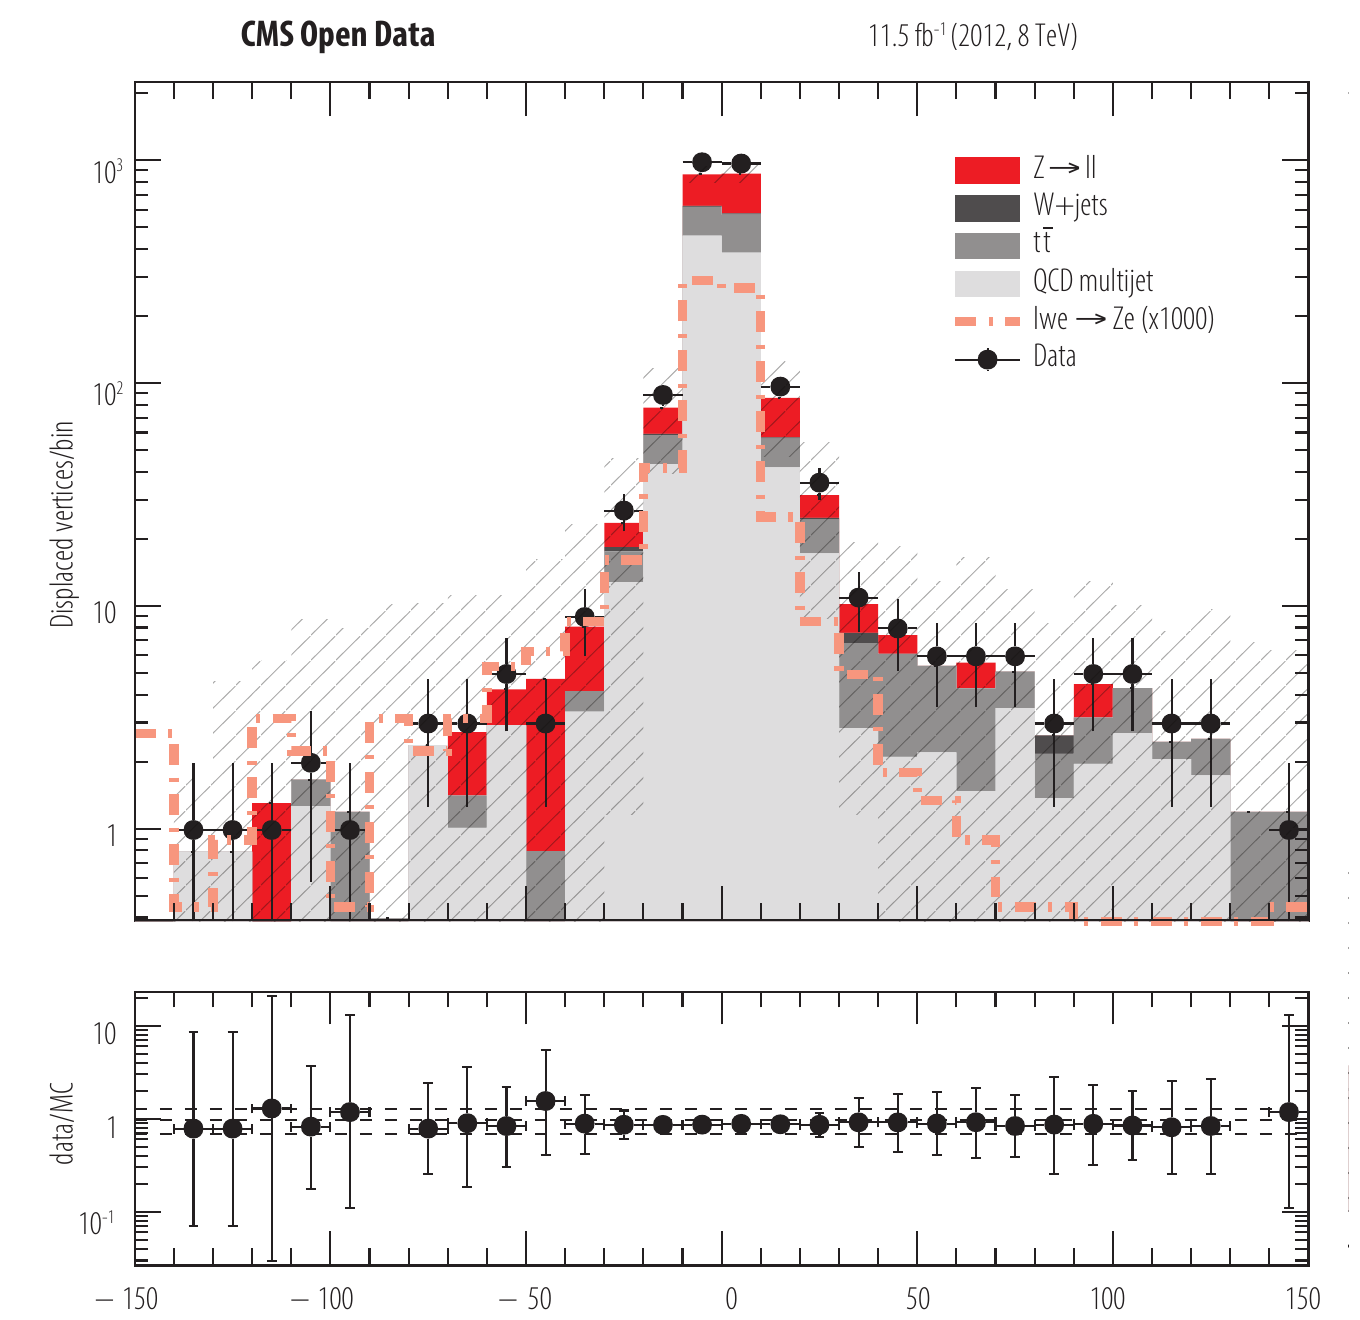 CMS Open Data
11.5 fb⁻¹ (2012, 8 TeV)
10³
10²
10
1
Displaced vertices/bin
Z → ll
W+jets
t t̄
QCD multijet
lwe → Ze (x1000)
Data
10
1
10⁻¹
data/MC
− 150
− 100
− 50
0
50
100
150